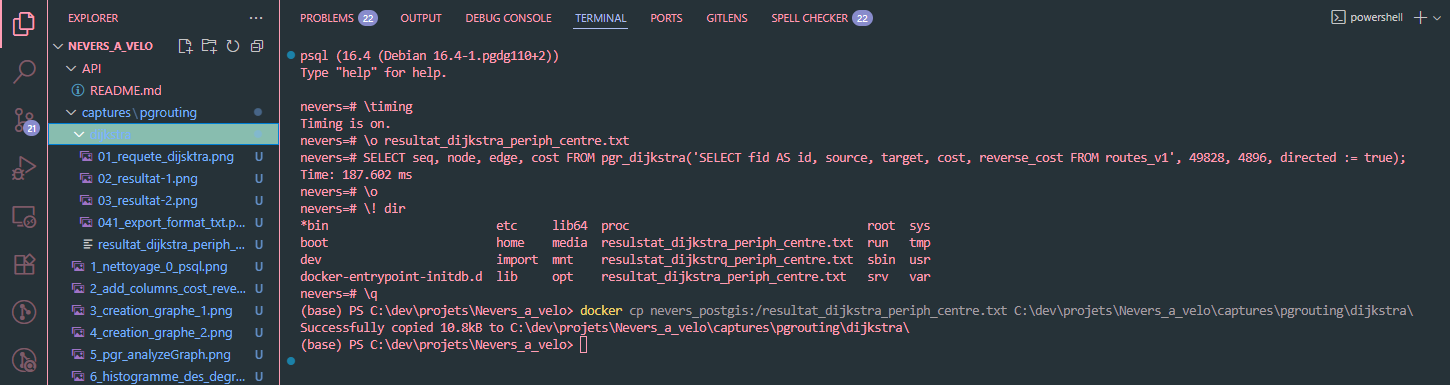 EXPLORER ...
NEVERS_A_VELO
API
README.md
captures\pgrouting
dijkstra
01_requete_dijsktra.png U
02_resultat-1.png U
03_resultat-2.png U
041_export_format_txt.p... U
resultat_dijkstra_periph_... U
1_nettoyage_0_psql.png U
2_add_columns_cost_reve... U
3_creation_graphe_1.png U
4_creation_graphe_2.png U
5_pgr_analyzeGraph.png U
6_histogramme_des_degr... U
21
PROBLEMS 22 OUTPUT DEBUG CONSOLE TERMINAL PORTS GITLENS SPELL CHECKER 22 powershell
psql (16.4 (Debian 16.4-1.pgdg110+2))
Type "help" for help.
nevers=# \timing
Timing is on.
nevers=# \o resultat_dijkstra_periph_centre.txt
nevers=# SELECT seq, node, edge, cost FROM pgr_dijkstra('SELECT fid AS id, source, target, cost, reverse_cost FROM routes_v1', 49828, 4896, directed := true);
Time: 187.602 ms
nevers=# \o
nevers=# \! dir
*bin etc lib64 proc root sys
boot home media resulstat_dijkstra_periph_centre.txt run tmp
dev import mnt resultat_dijkstrq_periph_centre.txt sbin usr
docker-entrypoint-initdb.d lib opt resultat_dijkstra_periph_centre.txt srv var
nevers=# \q
(base) PS C:\dev\projets\Nevers_a_velo> docker cp nevers_postgis:/resultat_dijkstra_periph_centre.txt C:\dev\projets\Nevers_a_velo\captures\pgrouting\dijkstra\
Successfully copied 10.8kB to C:\dev\projets\Nevers_a_velo\captures\pgrouting\dijkstra\
(base) PS C:\dev\projets\Nevers_a_velo>